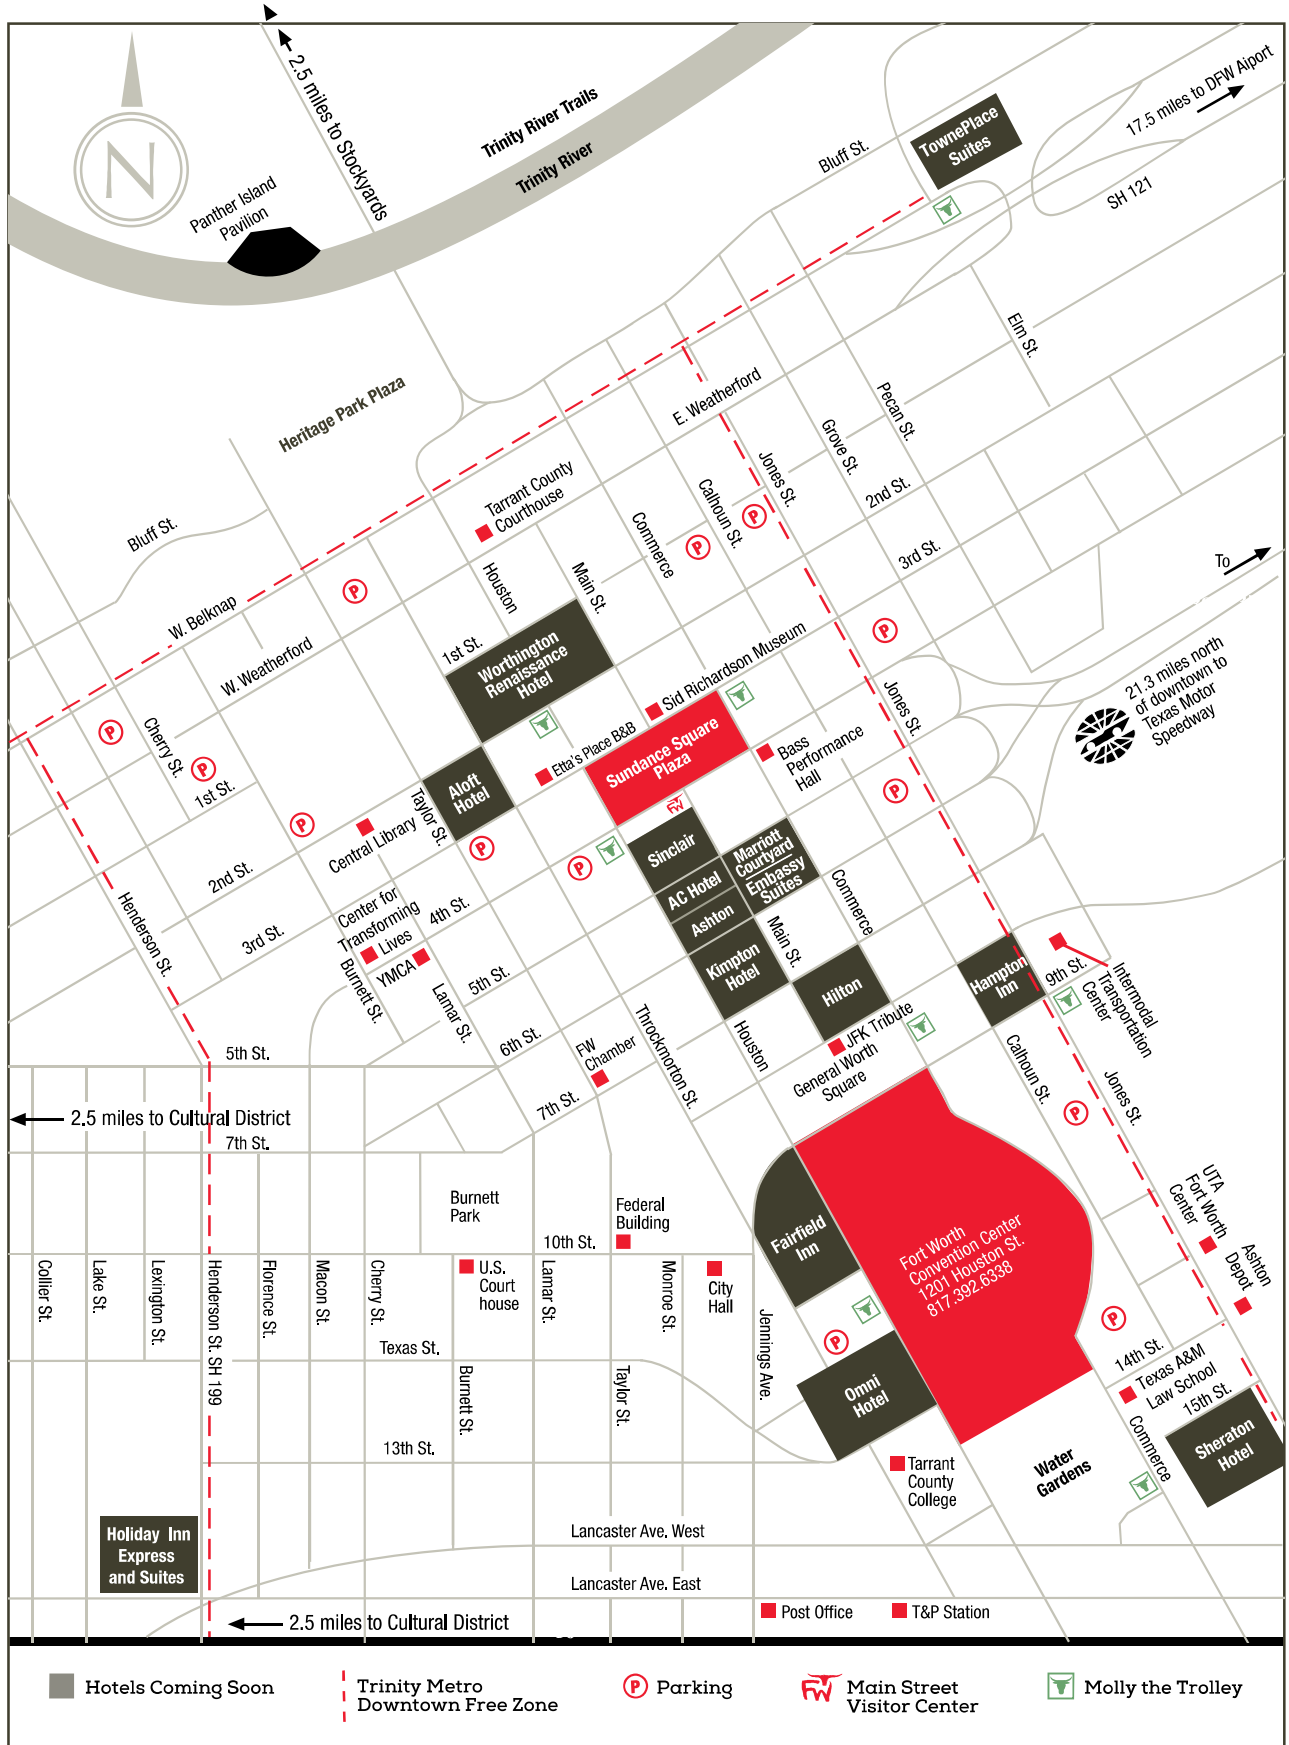 2.5 miles to Stockyards
N
Panther Island
Pavilion
Trinity River Trails
Trinity River
Bluff St.
TownePlace
Suites
17.5 miles to DFW Aiport
SH 121
Elm St.
Heritage Park Plaza
E. Weatherford
Pecan St.
Grove St.
Jones St.
2nd St.
Calhoun St.
Tarrant County
Courthouse
Commerce
Bluff St.
3rd St.
To
Houston
Main St.
W. Belknap
P
P
P
P
1st St.
Worthington
Renaissance
Hotel
Sid Richardson Museum
W. Weatherford
21.3 miles north
of downtown to
Texas Motor
Speedway
Jones St.
Cherry St.
P
P
1st St.
Etta's Place B&B
Sundance Square
Plaza
Bass
Performance
Hall
Aloft
Hotel
Taylor St.
P
P
FW
Central Library
P
P
P
Sinclair
Marriott
Courtyard
Embassy
Suites
AC Hotel
Ashton
Kimpton
Hotel
Commerce
Main St.
2nd St.
Henderson St.
3rd St.
Center for
Transforming
Lives
4th St.
YMCA
Burnett St.
Lamar St.
5th St.
6th St.
Hilton
Hampton
Inn
9th St.
Intermodal
Transportation
Center
JFK Tribute
General Worth
Square
Throckmorton St.
Houston
FW
Chamber
7th St.
Calhoun St.
Jones St.
P
5th St.
2.5 miles to Cultural District
7th St.
Burnett
Park
Federal
Building
10th St.
Fairfield
Inn
Fort Worth
Convention Center
1201 Houston St.
817.392.6338
UTA
Fort Worth
Center
Ashton
Depot
Collier St.
Lake St.
Lexington St.
Henderson St. SH 199
Florence St.
Macon St.
Cherry St.
U.S.
Court
house
Lamar St.
Monroe St.
City
Hall
Jennings Ave.
P
P
14th St.
Texas St.
Burnett St.
Taylor St.
Omni
Hotel
Texas A&M
Law School
15th St.
Commerce
Sheraton
Hotel
13th St.
Tarrant
County
College
Water
Gardens
Holiday Inn
Express
and Suites
Lancaster Ave. West
Lancaster Ave. East
2.5 miles to Cultural District
Post Office
T&P Station
Hotels Coming Soon
Trinity Metro
Downtown Free Zone
P
Parking
FW
Main Street
Visitor Center
Molly the Trolley